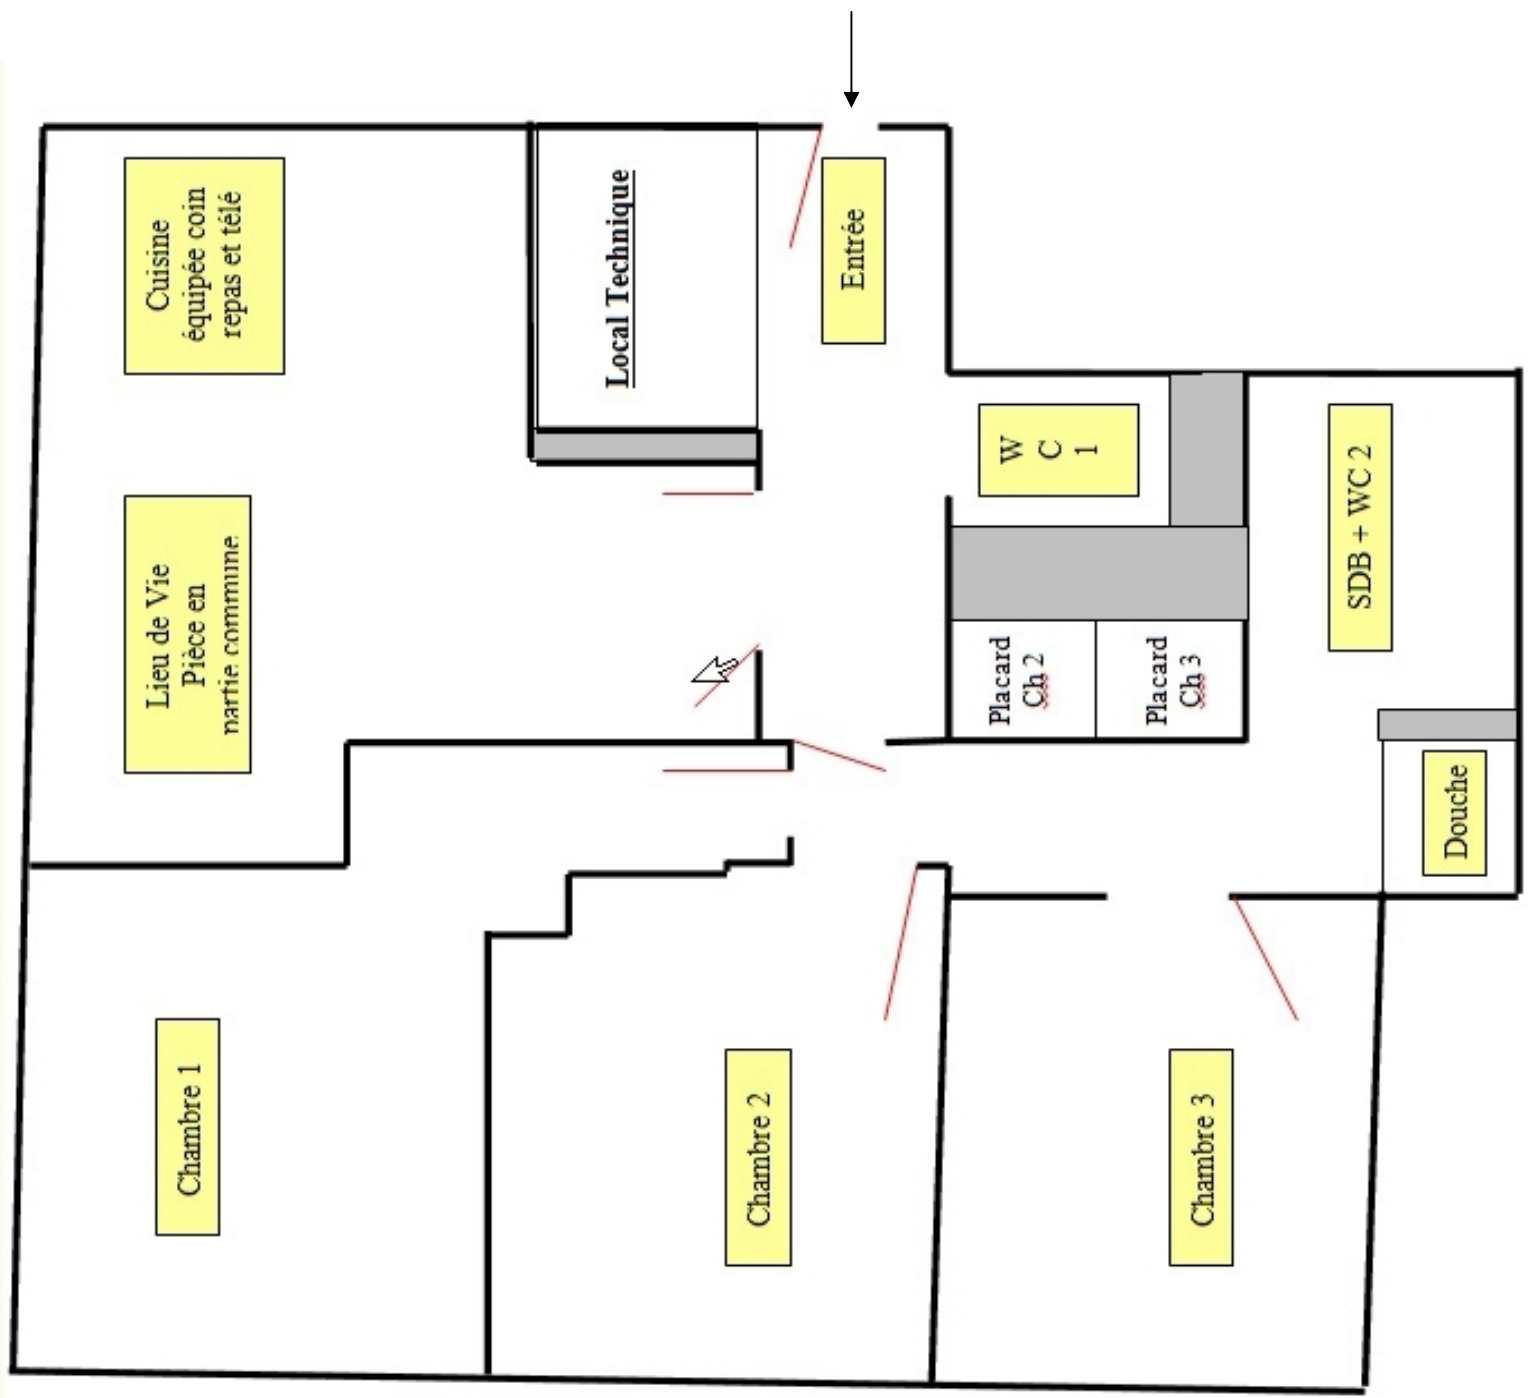 Cuisine
équipée coin
repas et télé
Local Technique
Entrée
W
C
1
SDB + WC 2
Lieu de Vie
Pièce en
partie commune
Placard
Ch 2
Placard
Ch 3
Douche
Chambre 1
Chambre 2
Chambre 3